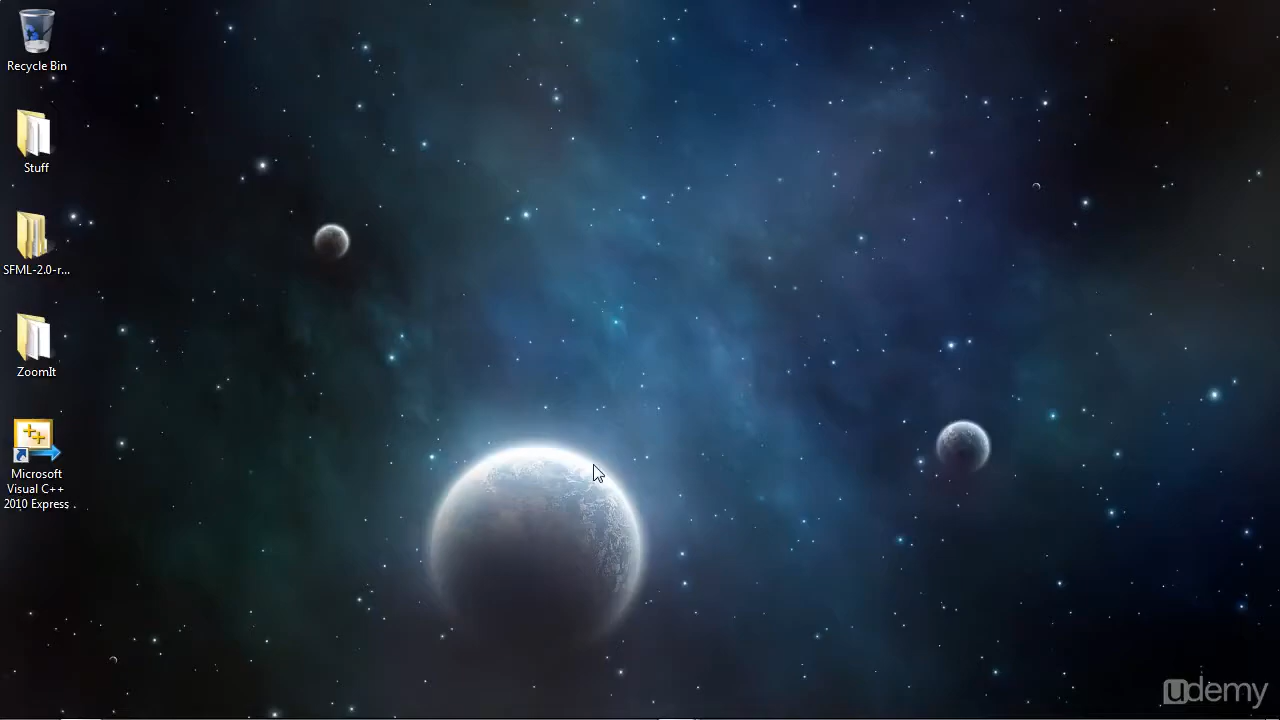 Recycle Bin
Stuff
SFML-2.0-r...
ZoomIt
Microsoft
Visual C++
2010 Express
udemy